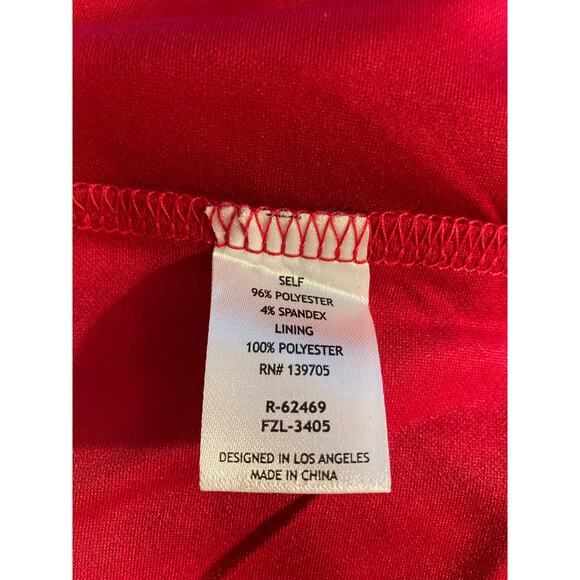 SELF
96% POLYESTER
4% SPANDEX
LINING
100% POLYESTER
RN# 139705
R-62469
FZL-3405
DESIGNED IN LOS ANGELES
MADE IN CHINA